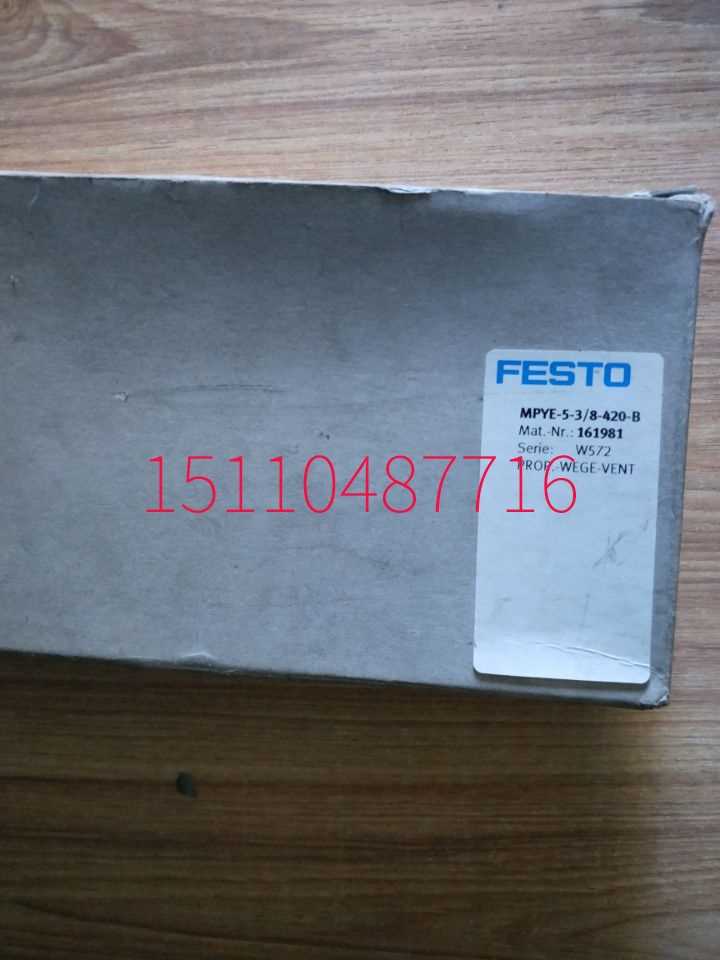 FESTO
MPYE-5-3/8-420-B
Mat.-Nr.: 161981
Serie: W572
PROP.-WEGE-VENT
15110487716